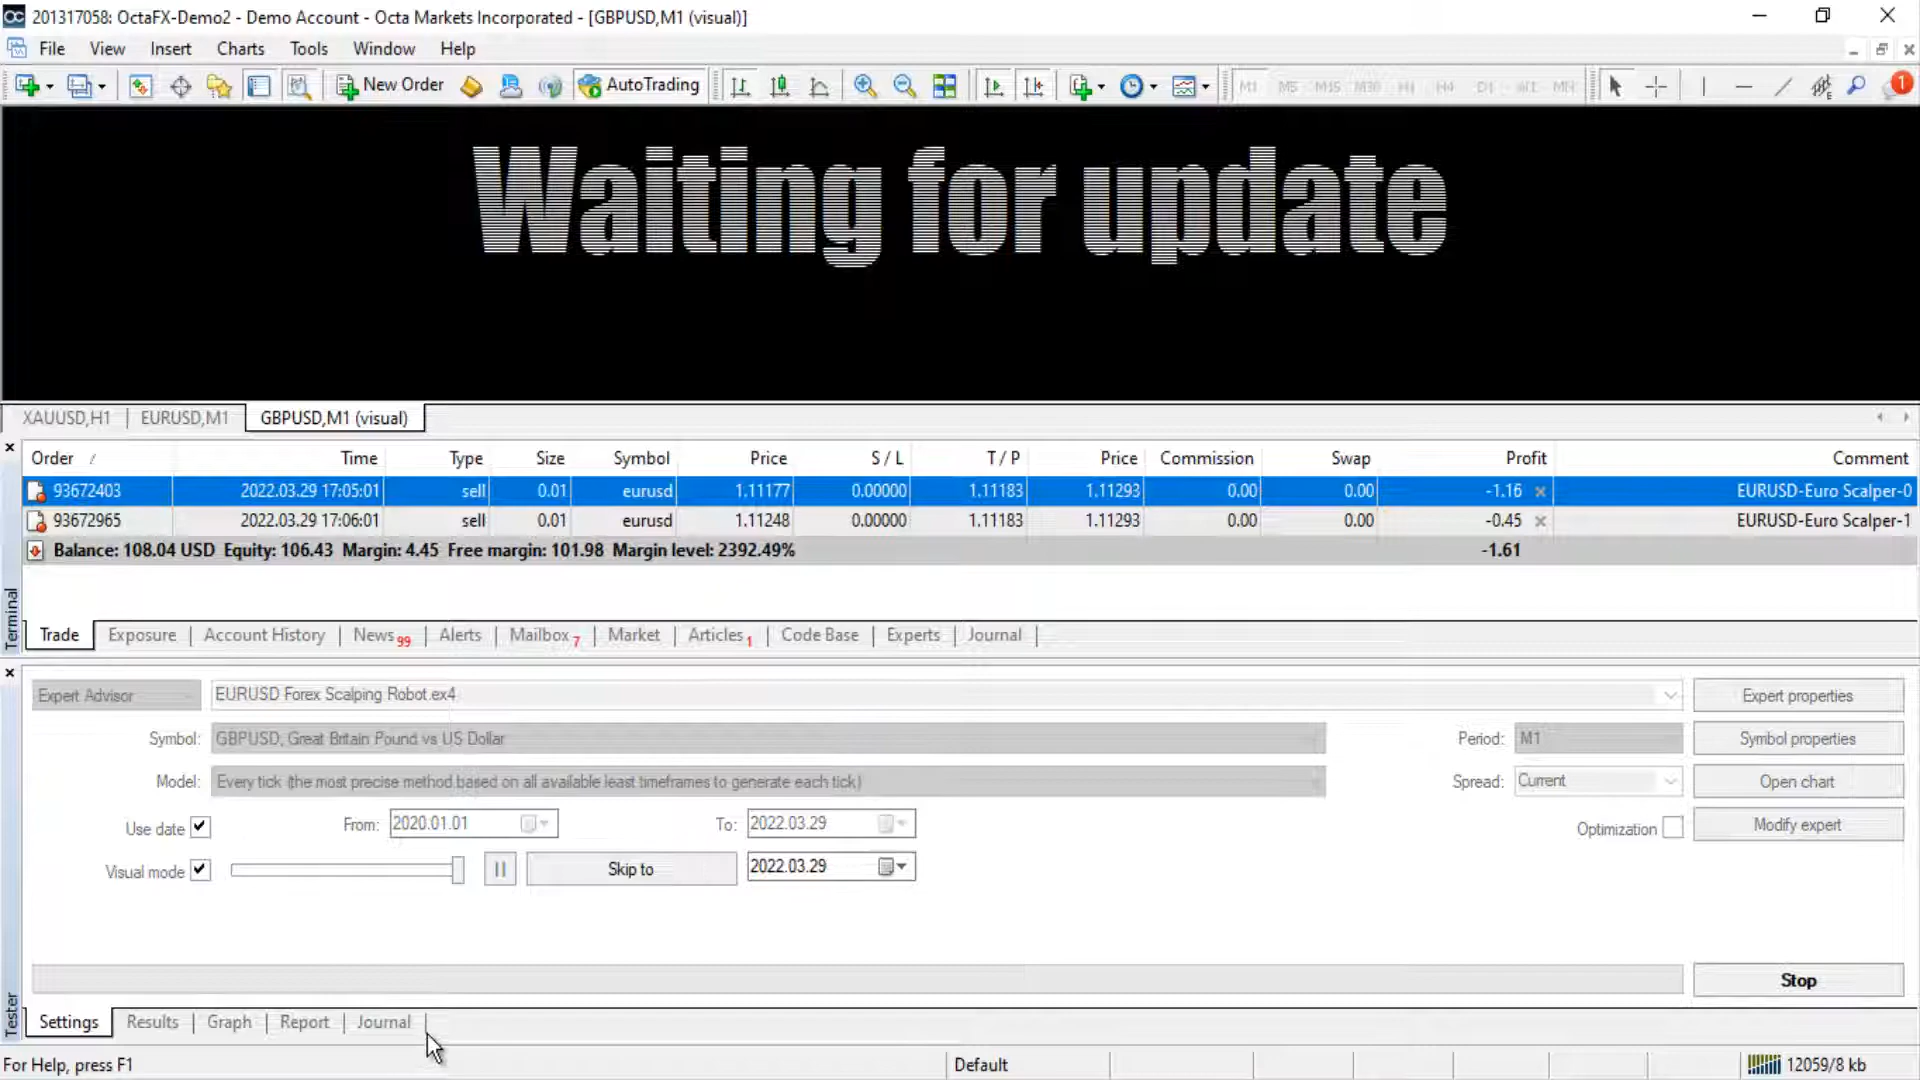 201317058: OctaFX-Demo2 - Demo Account - Octa Markets Incorporated - [GBPUSD,M1 (visual)]
File View Insert Charts Tools Window Help
New Order AutoTrading M1 M5 M15 M30 H1 H4 D1 MN 1
Waiting for update
XAUUSD,H1 EURUSD,M1 GBPUSD,M1 (visual)
Order / Time Type Size Symbol Price S / L T / P Price Commission Swap Profit Comment
93672403 2022.03.29 17:05:01 sell 0.01 eurusd 1.11177 0.00000 1.11183 1.11293 0.00 0.00 -1.16 EURUSD-Euro Scalper-0
93672965 2022.03.29 17:06:01 sell 0.01 eurusd 1.11248 0.00000 1.11183 1.11293 0.00 0.00 -0.45 EURUSD-Euro Scalper-1
Balance: 108.04 USD Equity: 106.43 Margin: 4.45 Free margin: 101.98 Margin level: 2392.49% -1.61
Terminal
Trade Exposure Account History News 99 Alerts Mailbox 7 Market Articles 1 Code Base Experts Journal
Expert Advisor EURUSD Forex Scalping Robot.ex4 Expert properties
Symbol: GBPUSD, Great Britain Pound vs US Dollar Period: M1 Symbol properties
Model: Every tick (the most precise method based on all available least timeframes to generate each tick) Spread: Current Open chart
Use date From: 2020.01.01 To: 2022.03.29 Optimization Modify expert
Visual mode Skip to 2022.03.29
Stop
Tester
Settings Results Graph Report Journal
For Help, press F1 Default 12059/8 kb